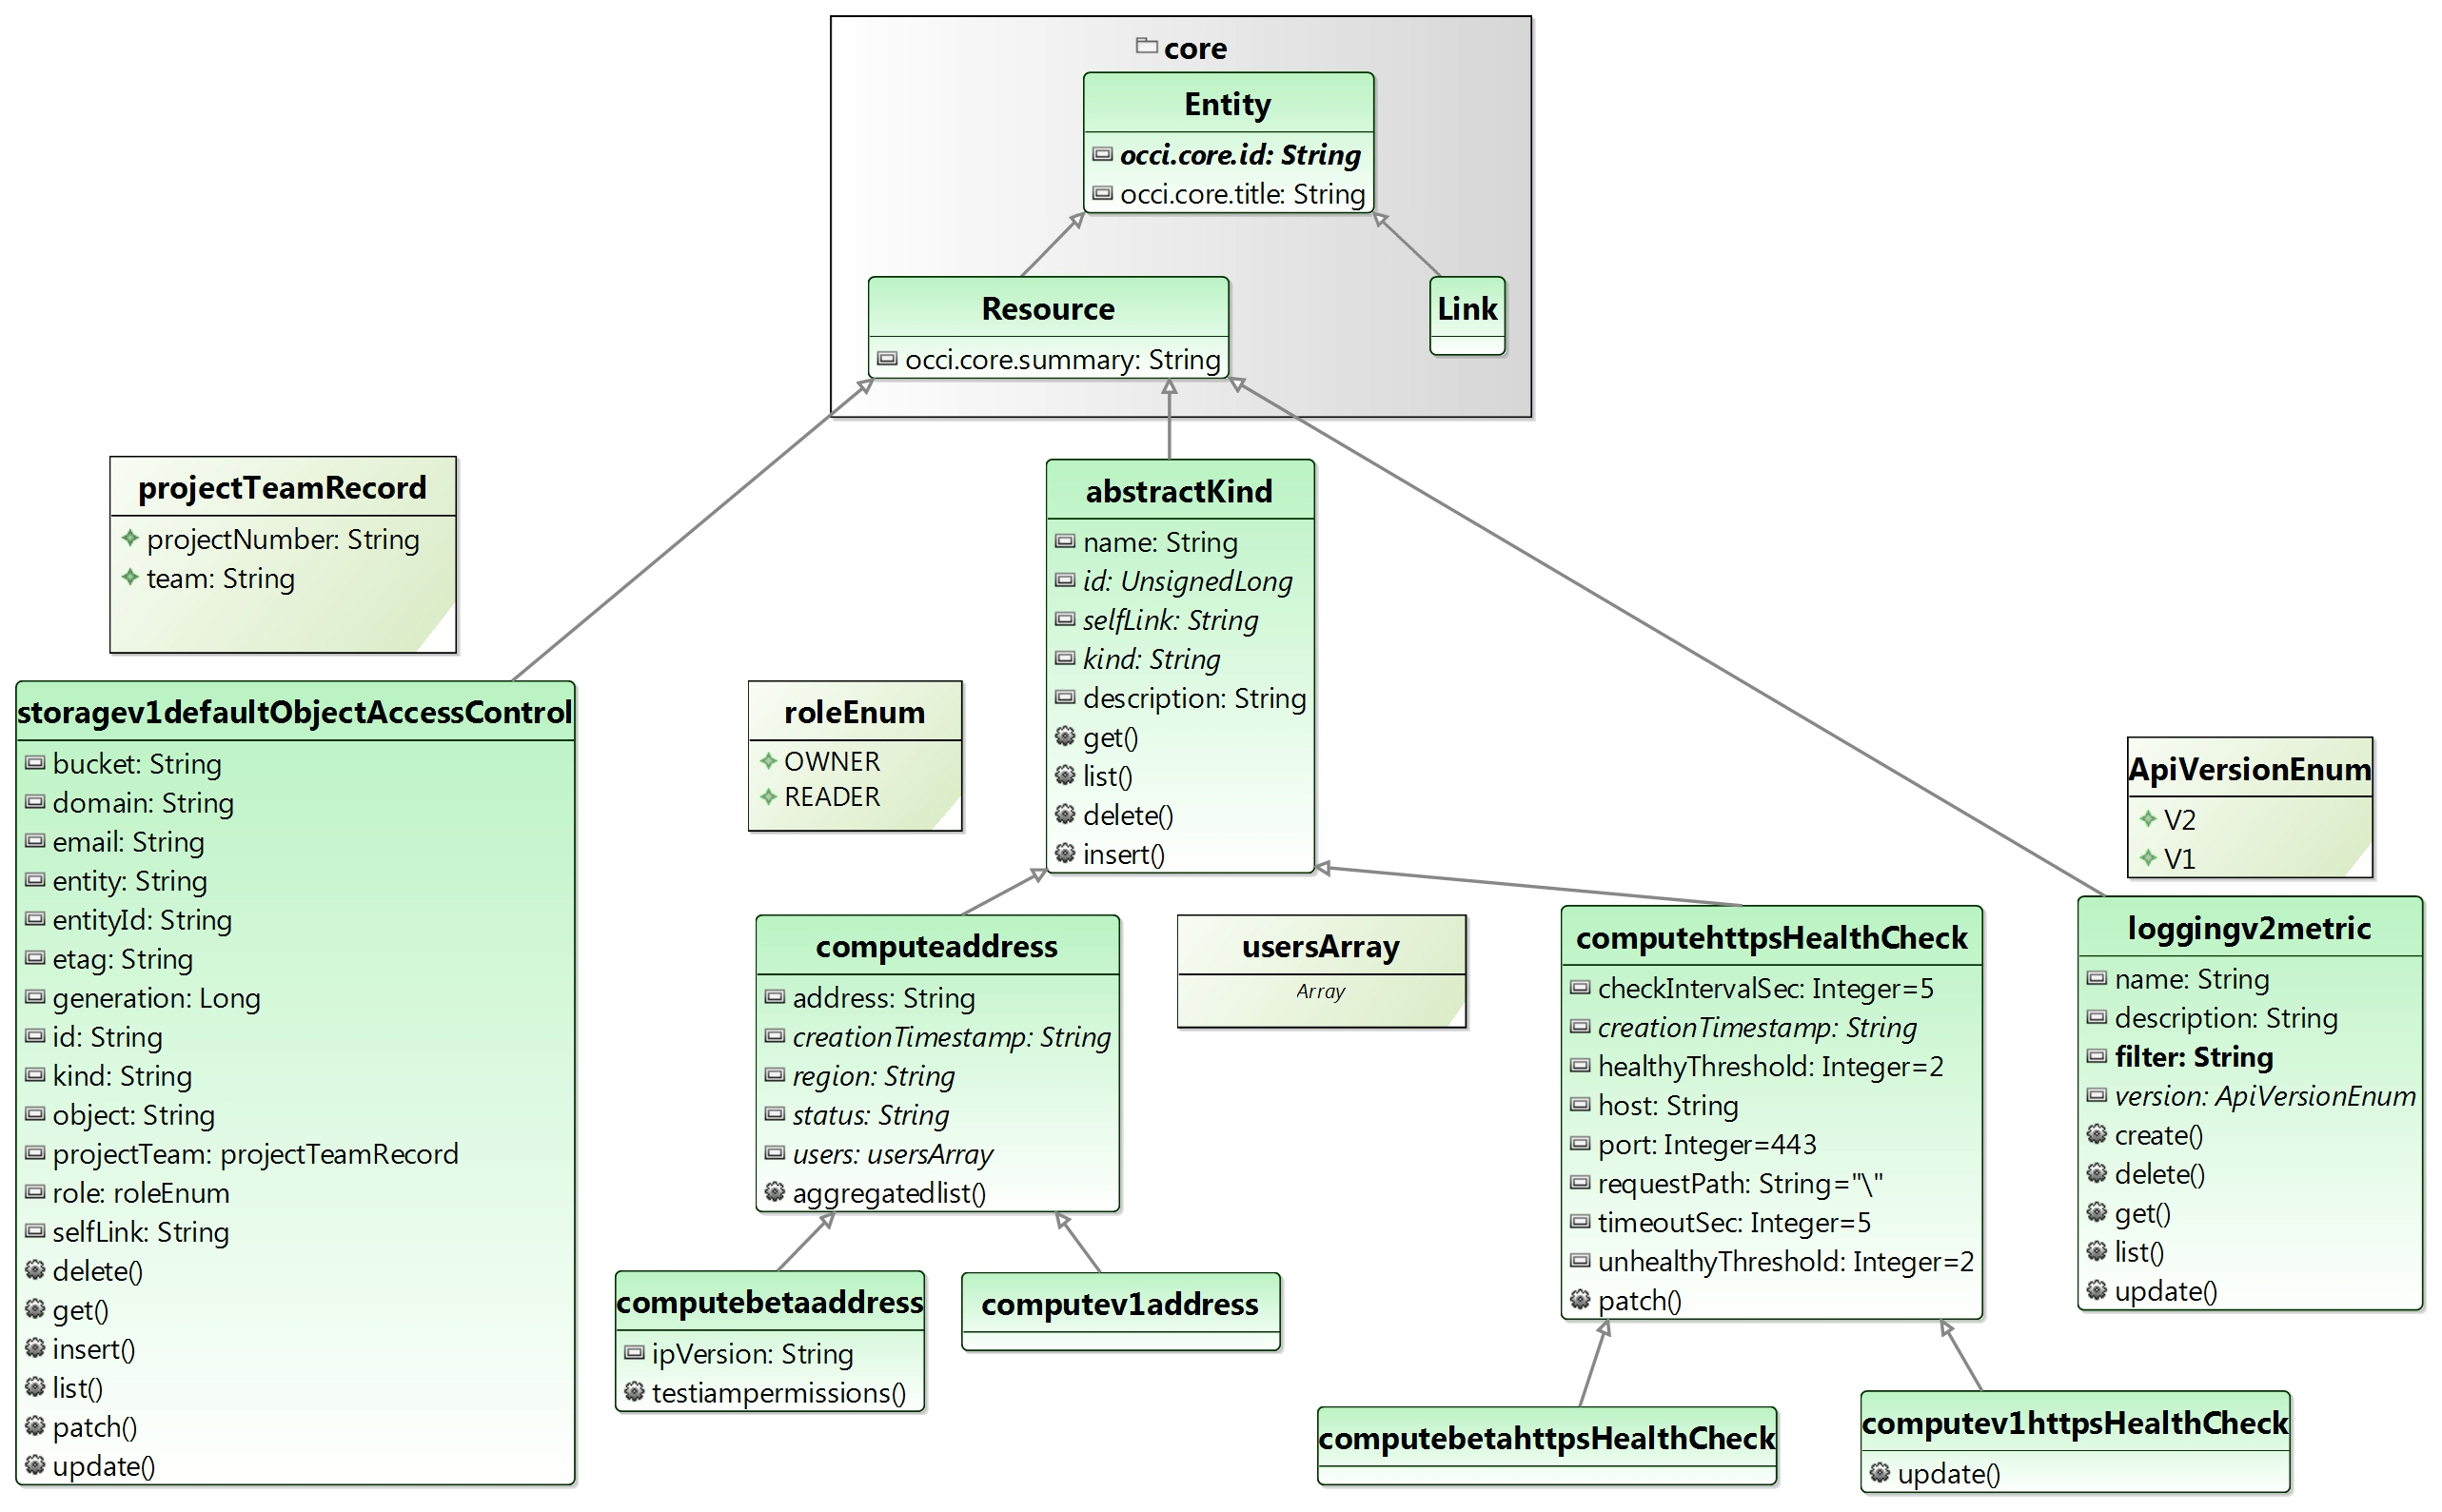 core
Entity
occi.core.id: String
occi.core.title: String
Resource
occi.core.summary: String
Link
projectTeamRecord
projectNumber: String
team: String
abstractKind
name: String
id: UnsignedLong
selfLink: String
kind: String
description: String
get()
list()
delete()
insert()
storagev1defaultObjectAccessControl
bucket: String
domain: String
email: String
entity: String
entityId: String
etag: String
generation: Long
id: String
kind: String
object: String
projectTeam: projectTeamRecord
role: roleEnum
selfLink: String
delete()
get()
insert()
list()
patch()
update()
roleEnum
OWNER
READER
ApiVersionEnum
V2
V1
computeaddress
address: String
creationTimestamp: String
region: String
status: String
users: usersArray
aggregatedlist()
usersArray
Array
computehttpsHealthCheck
checkIntervalSec: Integer=5
creationTimestamp: String
healthyThreshold: Integer=2
host: String
port: Integer=443
requestPath: String="\"
timeoutSec: Integer=5
unhealthyThreshold: Integer=2
patch()
loggingv2metric
name: String
description: String
filter: String
version: ApiVersionEnum
create()
delete()
get()
list()
update()
computebetaaddress
ipVersion: String
testiampermissions()
computev1address
computebetahttpsHealthCheck
computev1httpsHealthCheck
update()